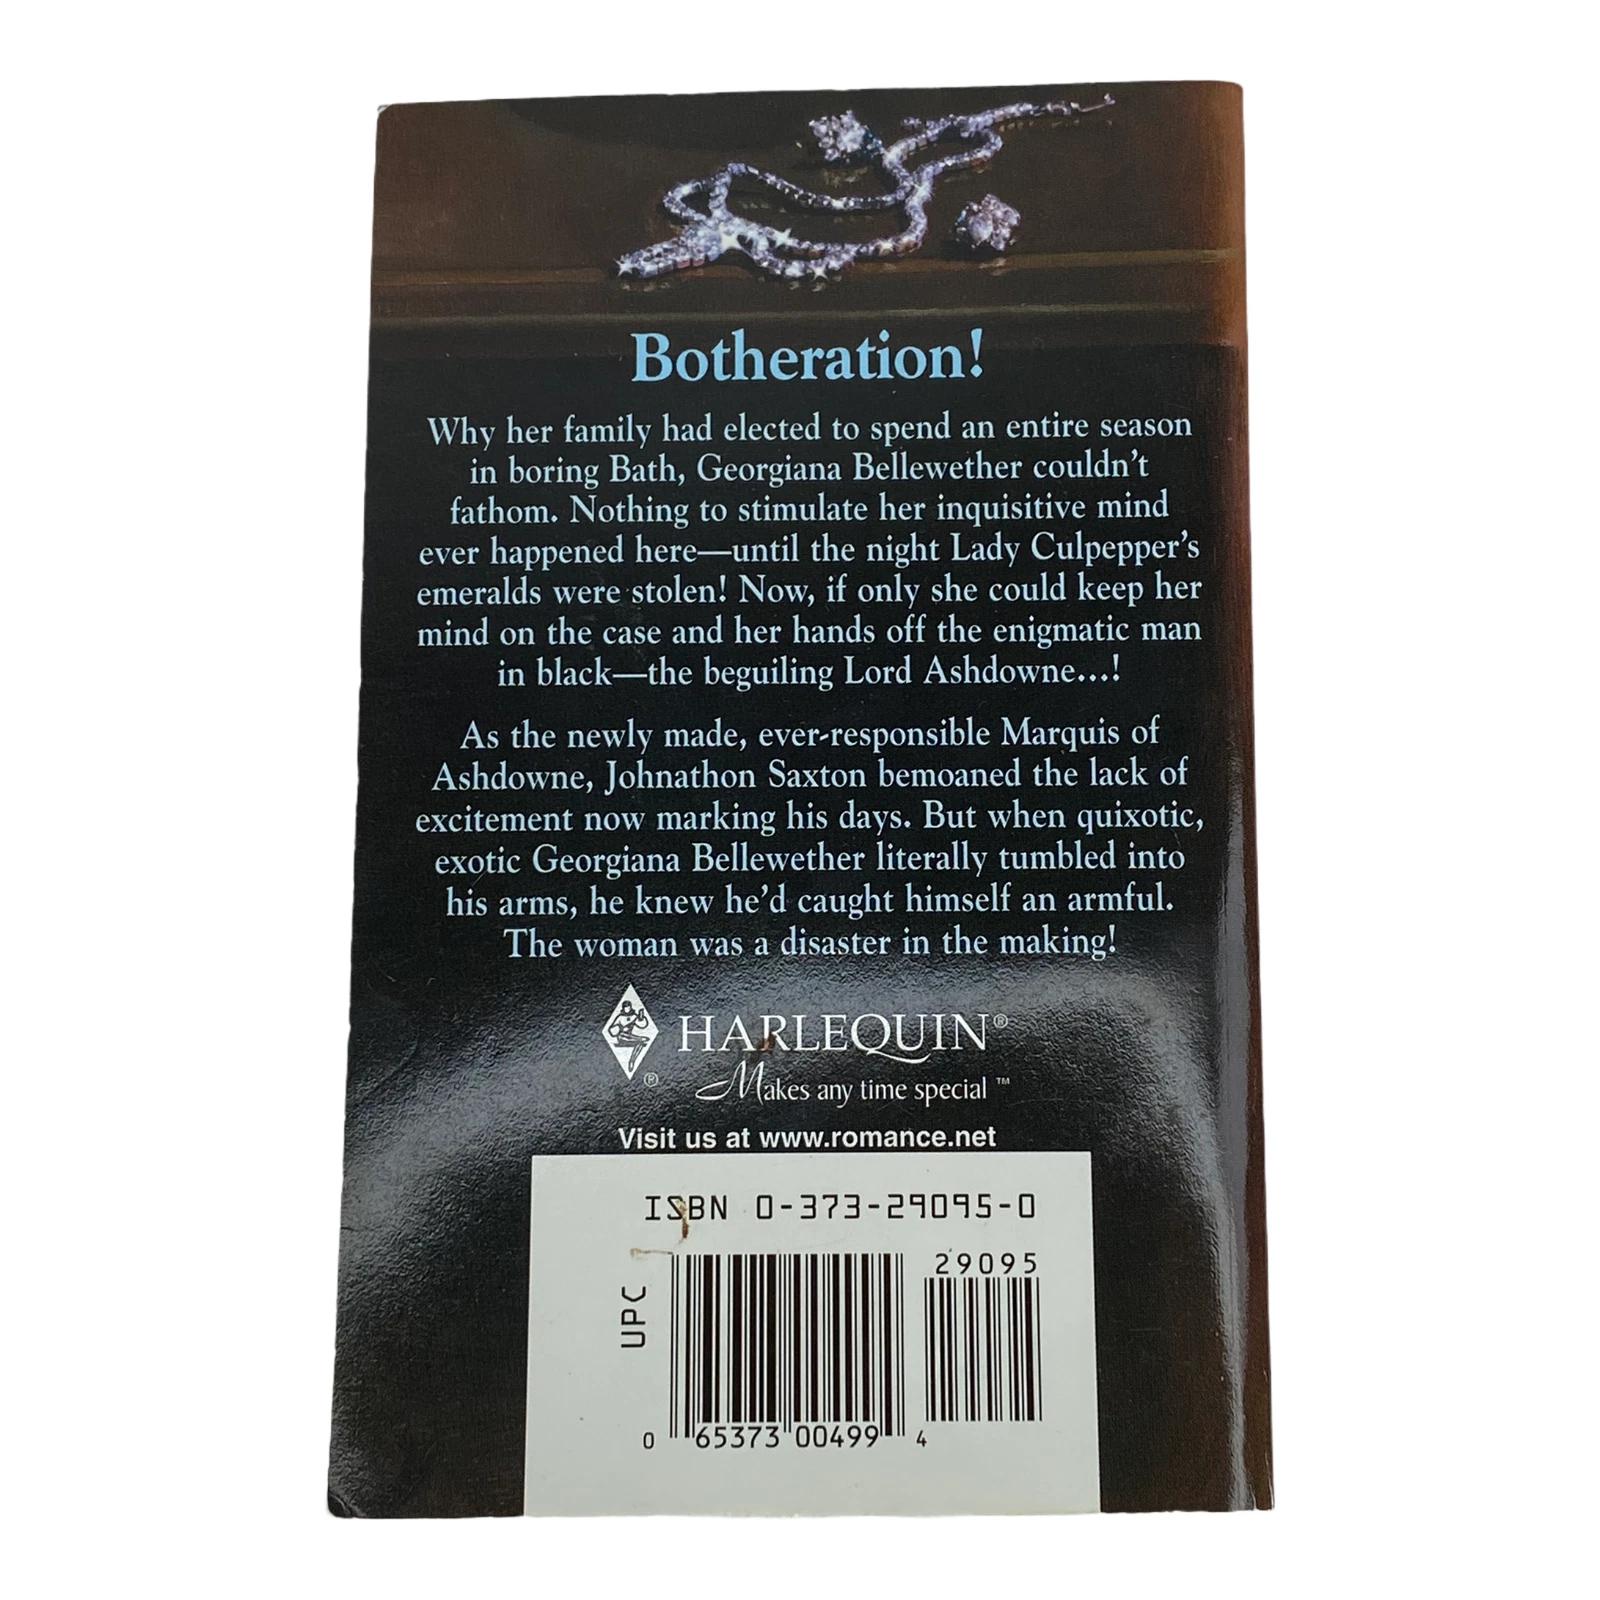 Botheration!
Why her family had elected to spend an entire season
in boring Bath, Georgiana Bellewether couldn't
fathom. Nothing to stimulate her inquisitive mind
ever happened here—until the night Lady Culpepper's
emeralds were stolen! Now, if only she could keep her
mind on the case and her hands off the enigmatic man
in black—the beguiling Lord Ashdowne...!
As the newly made, ever-responsible Marquis of
Ashdowne, Johnathon Saxton bemoaned the lack of
excitement now marking his days. But when quixotic,
exotic Georgiana Bellewether literally tumbled into
his arms, he knew he'd caught himself an armful.
The woman was a disaster in the making!
HARLEQUIN®
® Makes any time special ™
Visit us at www.romance.net
ISBN 0-373-29095-0
29095
UPC
0 65373 00499 4